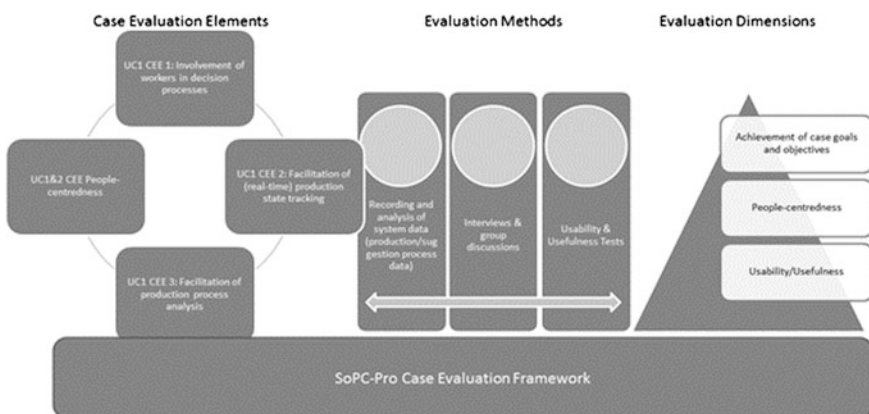 Case Evaluation Elements
Evaluation Methods
Evaluation Dimensions
UC1 CEE 1: Involvement of
workers in decision
processes
UC1&2 CEE People-
centredness
UC1 CEE 2: Facilitation of
(real-time) production
state tracking
UC1 CEE 3: Facilitation of
production process
analysis
Recording and
analysis of
system data
(production/sug
gestion process
data)
Interviews &
group
discussions
Usability &
Usefulness Tests
Achievement of case goals
and objectives
People-centredness
Usability/Usefulness
SoPC-Pro Case Evaluation Framework